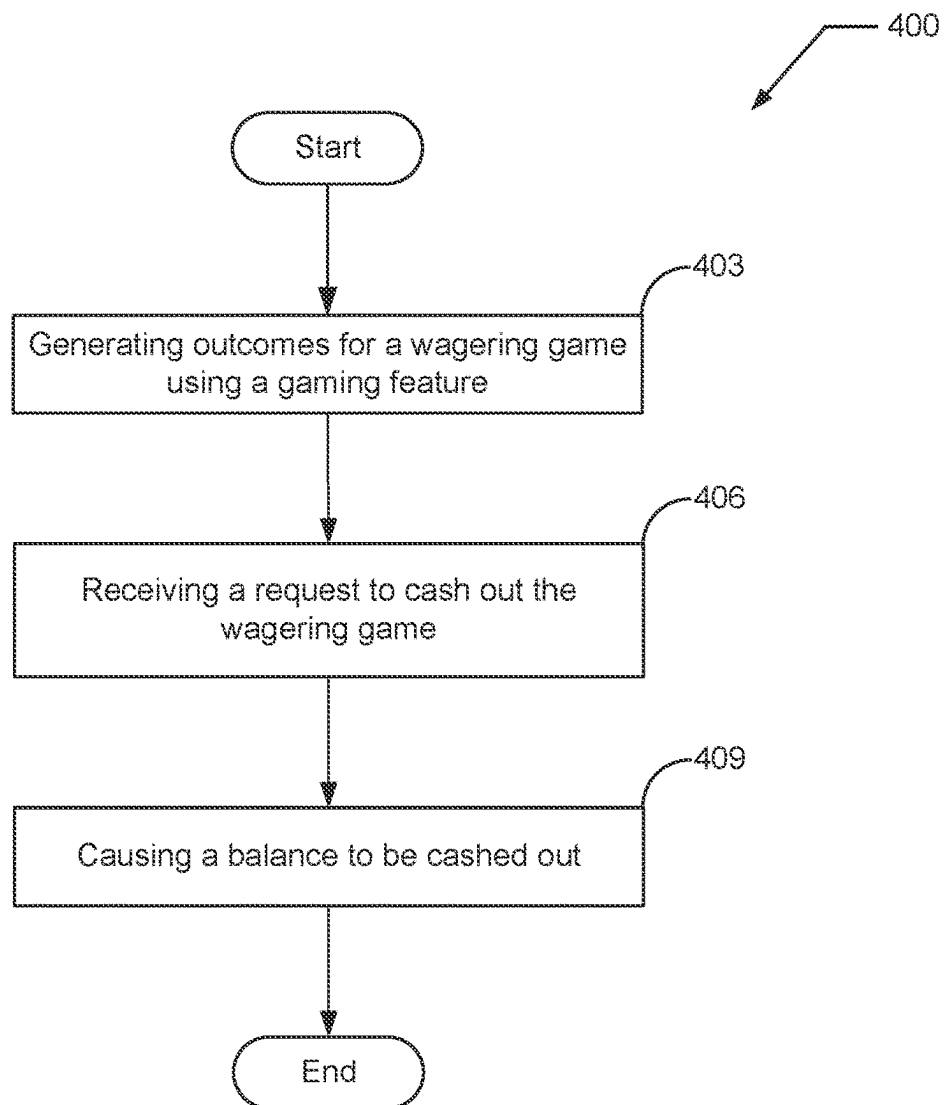 400
Start
403
Generating outcomes for a wagering game
using a gaming feature
406
Receiving a request to cash out the
wagering game
409
Causing a balance to be cashed out
End